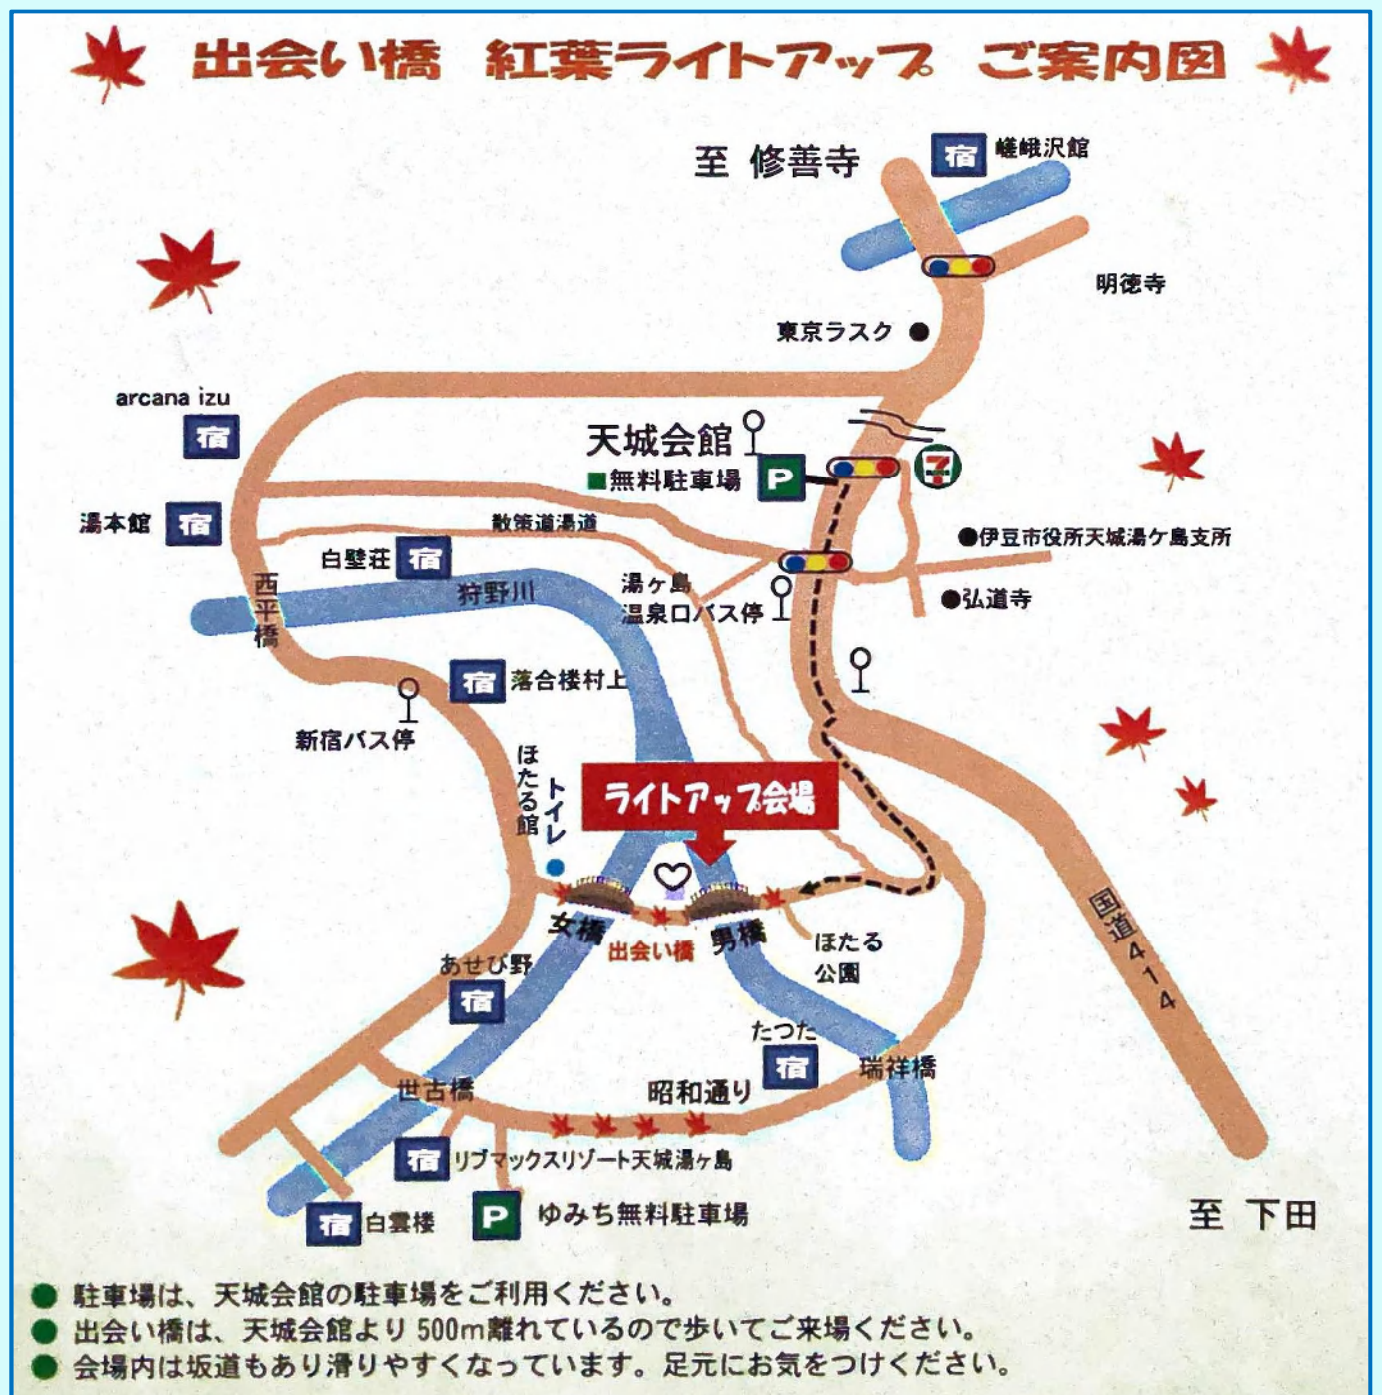 出会い橋 紅葉ライトアップ ご案内図
至 修善寺
宿 嵯峨沢館
明徳寺
東京ラスク
arcana izu
宿
天城会館
無料駐車場
P
7
湯本館 宿
散策道湯道
伊豆市役所天城湯ケ島支所
白壁荘 宿
狩野川
湯ヶ島
温泉口バス停
弘道寺
西平橋
宿 落合楼村上
新宿バス停
ほたる館
トイレ
ライトアップ会場
女橋
出会い橋
男橋
ほたる
公園
国道414
あせび野
宿
たつた
宿
瑞祥橋
世古橋
昭和通り
宿 リブマックスリゾート天城湯ヶ島
宿 白雲楼
P ゆみち無料駐車場
至 下田
駐車場は、天城会館の駐車場をご利用ください。
出会い橋は、天城会館より500m離れているので歩いてご来場ください。
会場内は坂道もあり滑りやすくなっています。足元にお気をつけください。